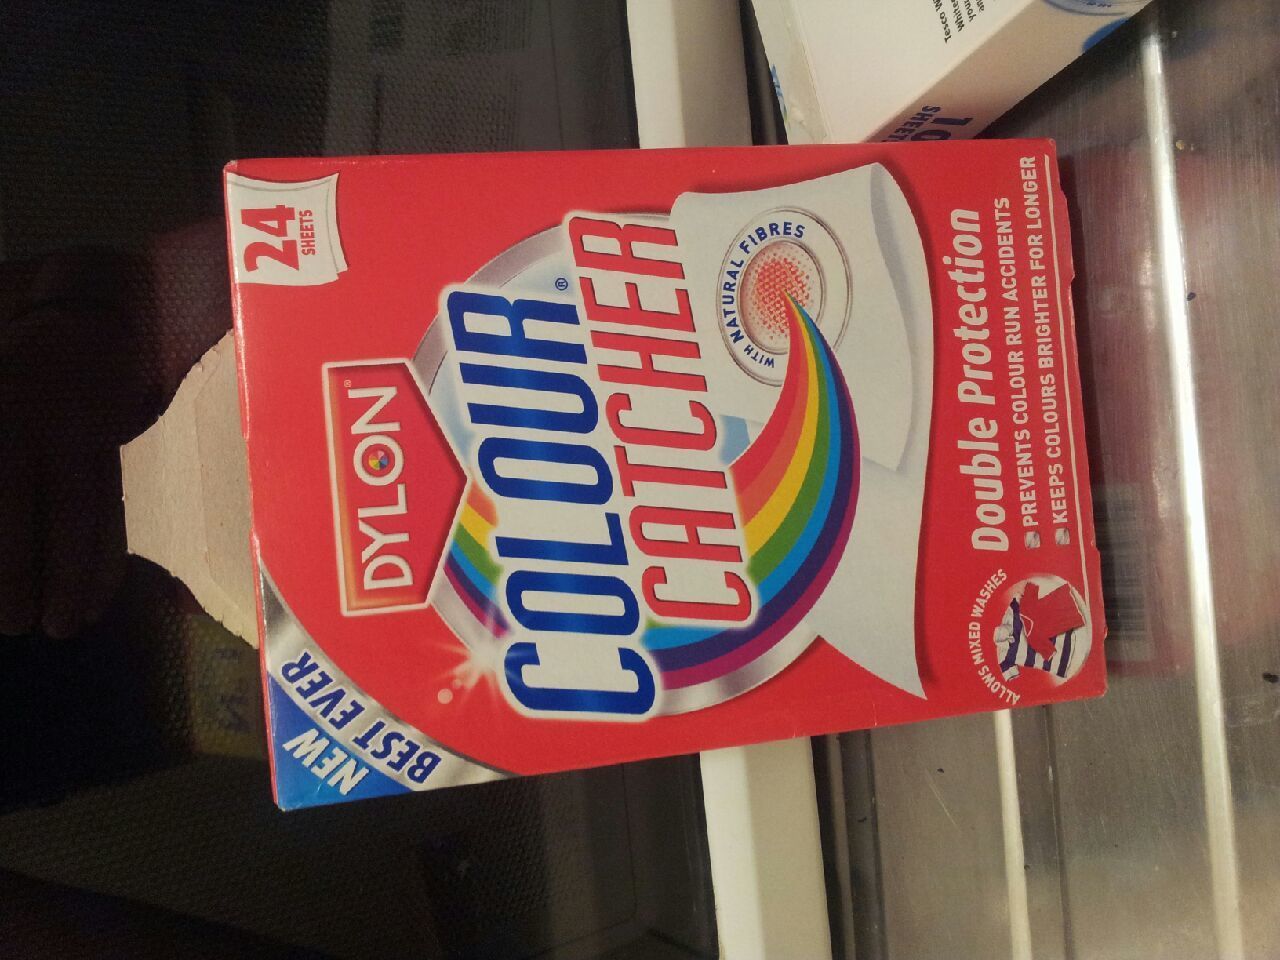 24
SHEETS
DYLON®
NEW
BEST EVER
COLOUR®
CATCHER
WITH NATURAL FIBRES
Double Protection
PREVENTS COLOUR RUN ACCIDENTS
KEEPS COLOURS BRIGHTER FOR LONGER
ALLOWS MIXED WASHES
Tesco